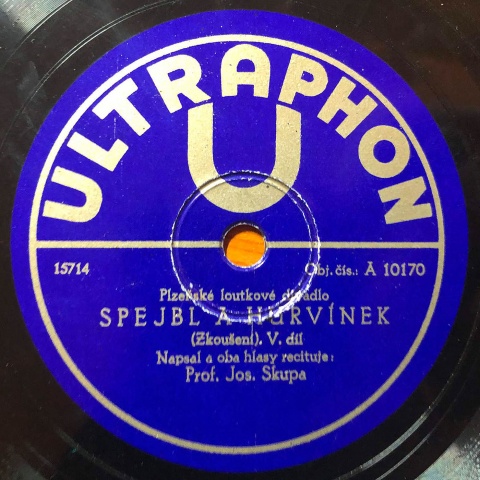 ULTRAPHON
U
15714
Obj. čís.: A 10170
Plzeňské loutkové divadlo
SPEJBL A HURVÍNEK
(Zkoušení). V. díl
Napsal a oba hlasy recituje:
Prof. Jos. Skupa